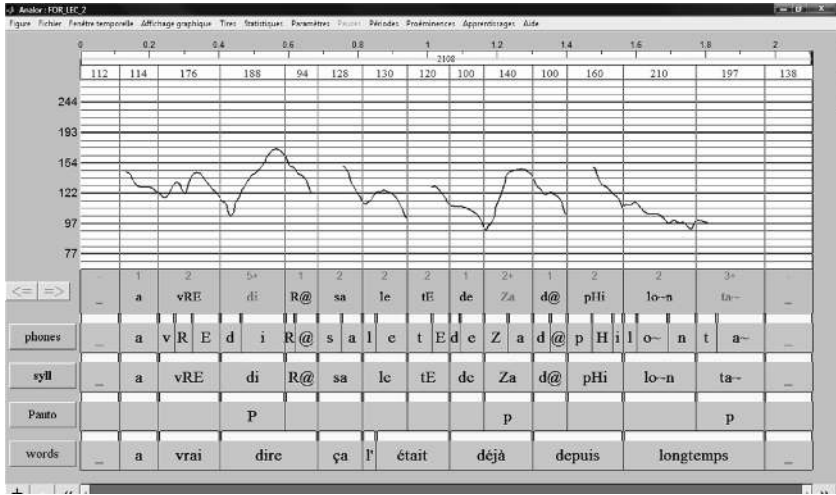 Analor : FOR_LEC_2
Figure Fichier Fenêtre temporelle Affichage graphique Tires Statistiques Paramètres Pauses Périodes Proéminences Apprentissages Aide
0 0.2 0.4 0.6 0.8 1 1.2 1.4 1.6 1.8 2
2108
112 114 176 188 94 128 130 120 100 140 100 160 210 197 138
244
193
154
122
97
77
- 1 2 5+ 1 2 2 2 1 2+ 1 2 2 3+ -
<= => _ a vRE di R@ sa le tE de Za d@ pHi lo~n ta~ _
phones _ a v R E d i R @ s a l e t E d e Z a d @ p H i l o~ n t a~ _
syll _ a vRE di R@ sa le tE de Za d@ pHi lo~n ta~ _
Pauto P p p
words _ a vrai dire ça l' était déjà depuis longtemps _
+ - << >>